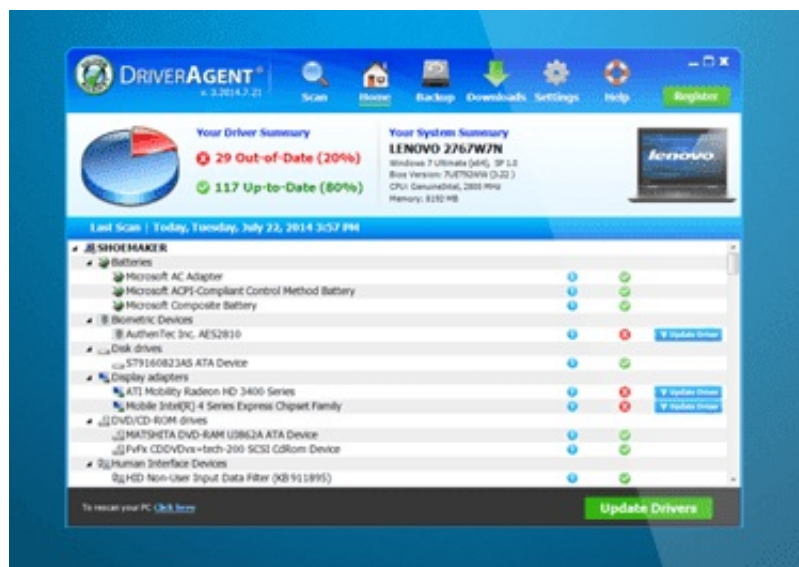 DRIVERAGENT®
v. 3.2014.7.21
Scan
Home
Backup
Downloads
Settings
Help
Register
Your Driver Summary
29 Out-of-Date (20%)
117 Up-to-Date (80%)
Your System Summary
LENOVO 2767W7N
Windows 7 Ultimate (x64), SP 1.0
Bios Version:
CPU: GenuineIntel, 2800 MHz
Memory: 8192 MB
lenovo
Last Scan | Today, Tuesday, July 22, 2014 3:57 PM
SHOEMAKER
Batteries
Microsoft AC Adapter
Microsoft ACPI-Compliant Control Method Battery
Microsoft Composite Battery
Biometric Devices
AuthenTec Inc. AES2810
Update Driver
Disk drives
ST9160823AS ATA Device
Display adapters
ATI Mobility Radeon HD 3400 Series
Update Driver
Mobile Intel(R) 4 Series Express Chipset Family
Update Driver
DVD/CD-ROM drives
MATSHITA DVD-RAM UJ862A ATA Device
SCSI CdRom Device
Human Interface Devices
HID Non-User Input Data Filter (KB 911895)
To rescan your PC Click here
Update Drivers